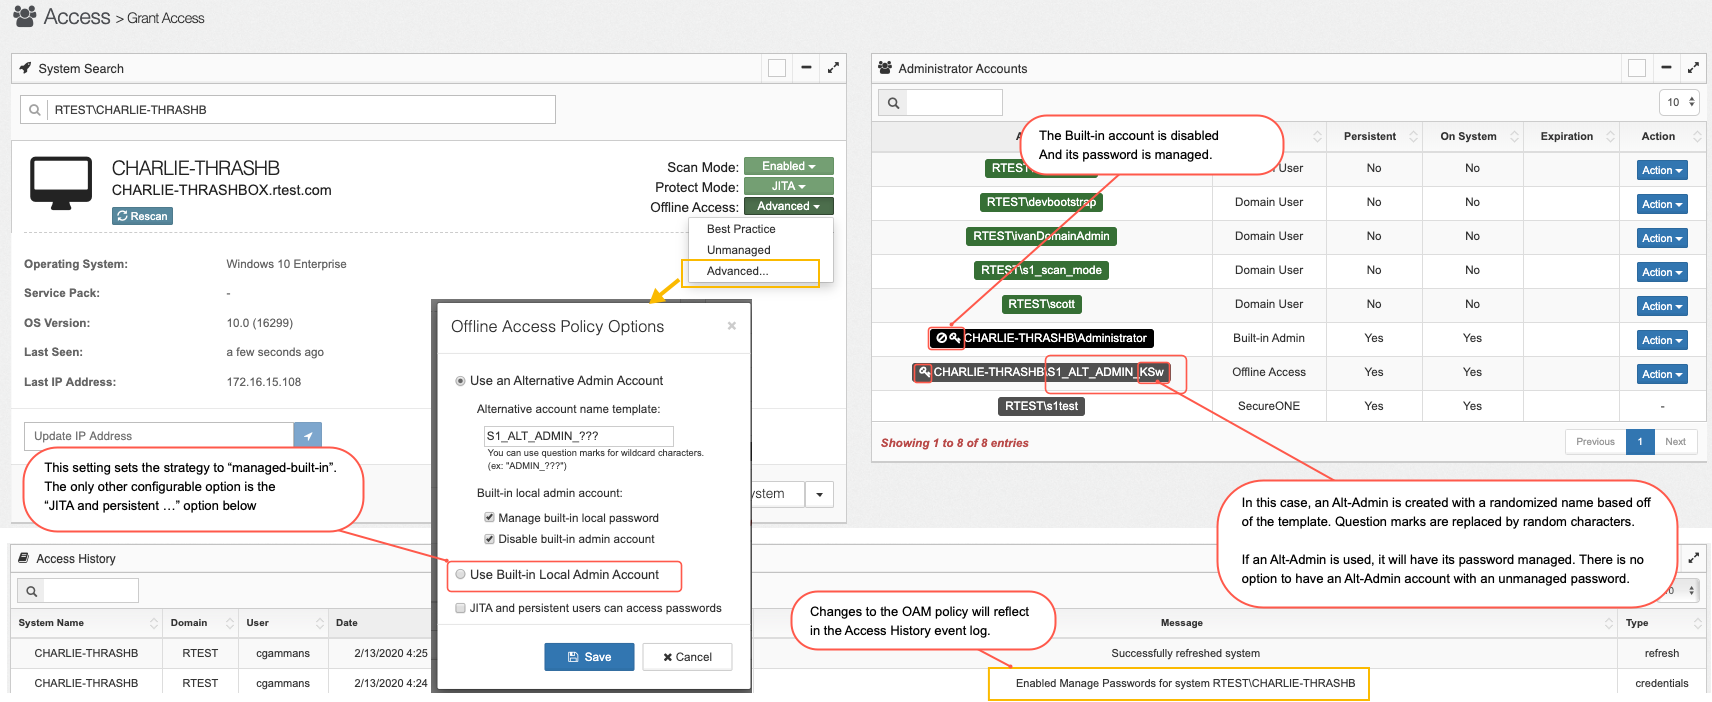 Access > Grant Access
System Search
RTEST\CHARLIE-THRASHB
CHARLIE-THRASHB
CHARLIE-THRASHBOX.rtest.com
Rescan
Scan Mode: Enabled
Protect Mode: JITA
Offline Access: Advanced
Best Practice
Unmanaged
Advanced...
Operating System: Windows 10 Enterprise
Service Pack: -
OS Version: 10.0 (16299)
Last Seen: a few seconds ago
Last IP Address: 172.16.15.108
Update IP Address
This setting sets the strategy to “managed-built-in”.
The only other configurable option is the
“JITA and persistent ...” option below
Offline Access Policy Options ×
Use an Alternative Admin Account
Alternative account name template:
S1_ALT_ADMIN_???
You can use question marks for wildcard characters.
(ex: "ADMIN_???")
Built-in local admin account:
Manage built-in local password
Disable built-in admin account
Use Built-in Local Admin Account
JITA and persistent users can access passwords
Save Cancel
ystem
Administrator Accounts
10
The Built-in account is disabled
And its password is managed.
Persistent On System Expiration Action
RTEST User No No Action
RTEST\devbootstrap Domain User No No Action
RTEST\ivanDomainAdmin Domain User No No Action
RTEST\s1_scan_mode Domain User No No Action
RTEST\scott Domain User No No Action
CHARLIE-THRASHB\Administrator Built-in Admin Yes Yes Action
CHARLIE-THRASHB\S1_ALT_ADMIN_KSw Offline Access Yes Yes Action
RTEST\s1test SecureONE Yes Yes -
Showing 1 to 8 of 8 entries
Previous 1 Next
In this case, an Alt-Admin is created with a randomized name based off
of the template. Question marks are replaced by random characters.
If an Alt-Admin is used, it will have its password managed. There is no
option to have an Alt-Admin account with an unmanaged password.
Access History
Changes to the OAM policy will reflect
in the Access History event log.
System Name Domain User Date Message Type
CHARLIE-THRASHB RTEST cgammans 2/13/2020 4:25 Successfully refreshed system refresh
CHARLIE-THRASHB RTEST cgammans 2/13/2020 4:24 Enabled Manage Passwords for system RTEST\CHARLIE-THRASHB credentials